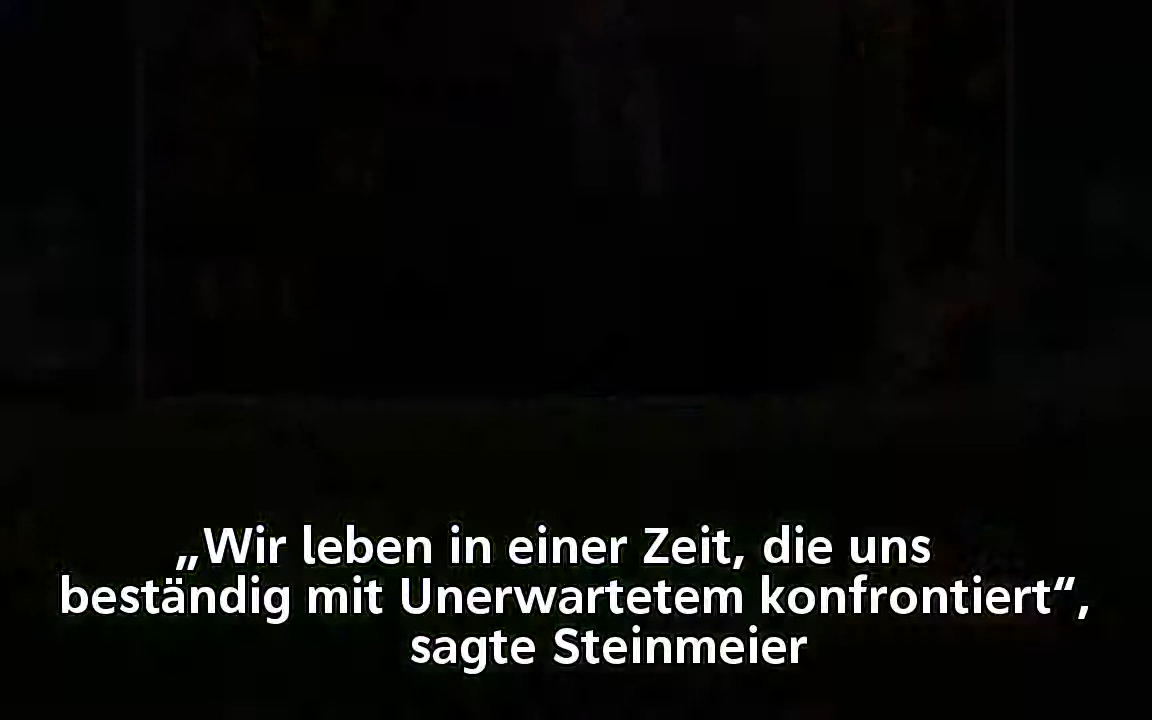 „Wir leben in einer Zeit, die uns
beständig mit Unerwartetem konfrontiert“,
sagte Steinmeier